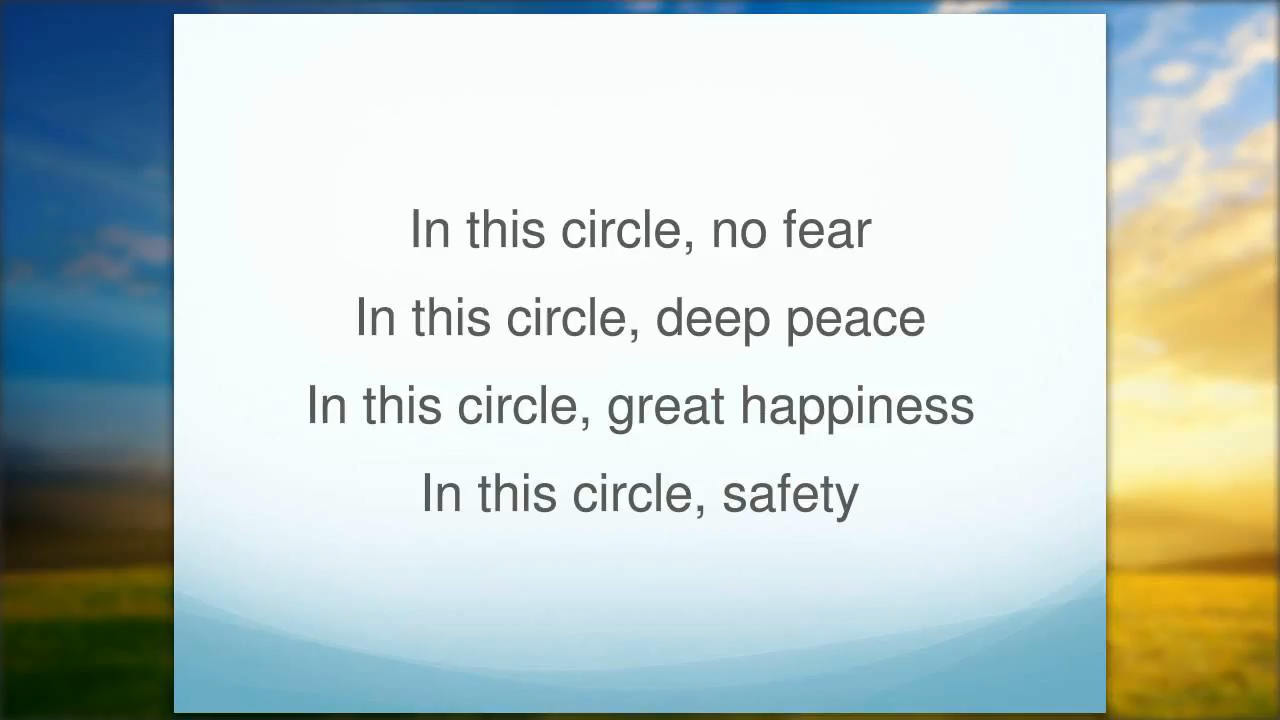 In this circle, no fear
In this circle, deep peace
In this circle, great happiness
In this circle, safety